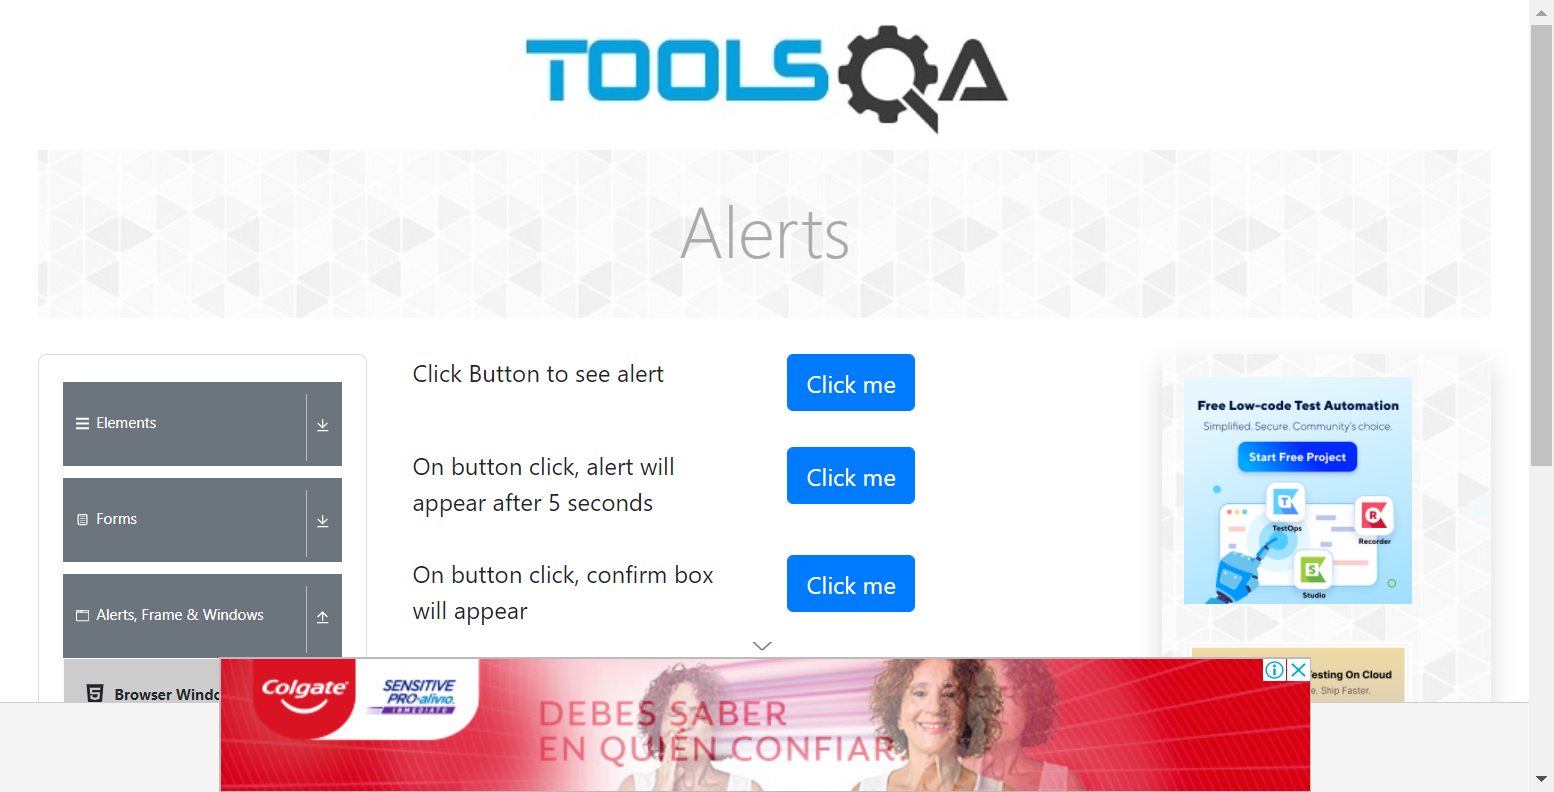 TOOLSQA
Alerts
Elements
Forms
Alerts, Frame & Windows
Browser Windo
Click Button to see alert
Click me
On button click, alert will
appear after 5 seconds
Click me
On button click, confirm box
will appear
Click me
Free Low-code Test Automation
Simplified. Secure. Community's choice.
Start Free Project
TestOps
Recorder
Studio
esting On Cloud
e. Ship Faster.
Colgate
SENSITIVE
PRO-alivio
INMEDIATO
DEBES SABER
EN QUIÉN CONFIAR.